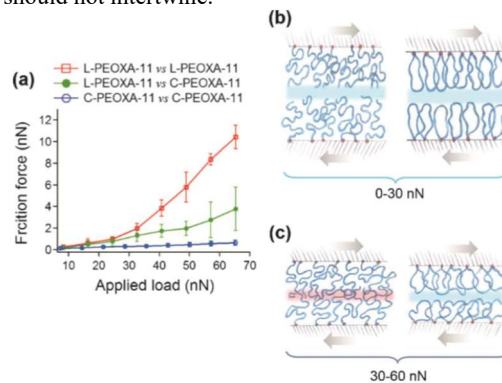 should not intertwine.
(a)
L-PEOXA-11 vs L-PEOXA-11
L-PEOXA-11 vs C-PEOXA-11
C-PEOXA-11 vs C-PEOXA-11
Frcition force (nN)
12
10
8
6
4
2
0
10 20 30 40 50 60 70
Applied load (nN)
(b)
0-30 nN
(c)
30-60 nN